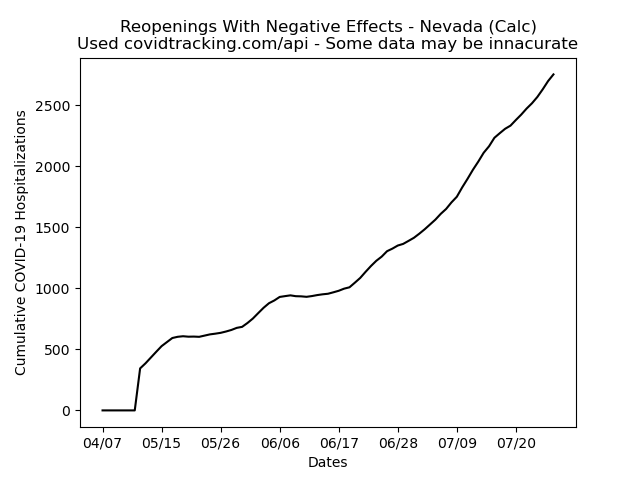 Reopenings With Negative Effects - Nevada (Calc)
Used covidtracking.com/api - Some data may be innacurate
Cumulative COVID-19 Hospitalizations
2500
2000
1500
1000
500
0
04/07 05/15 05/26 06/06 06/17 06/28 07/09 07/20
Dates